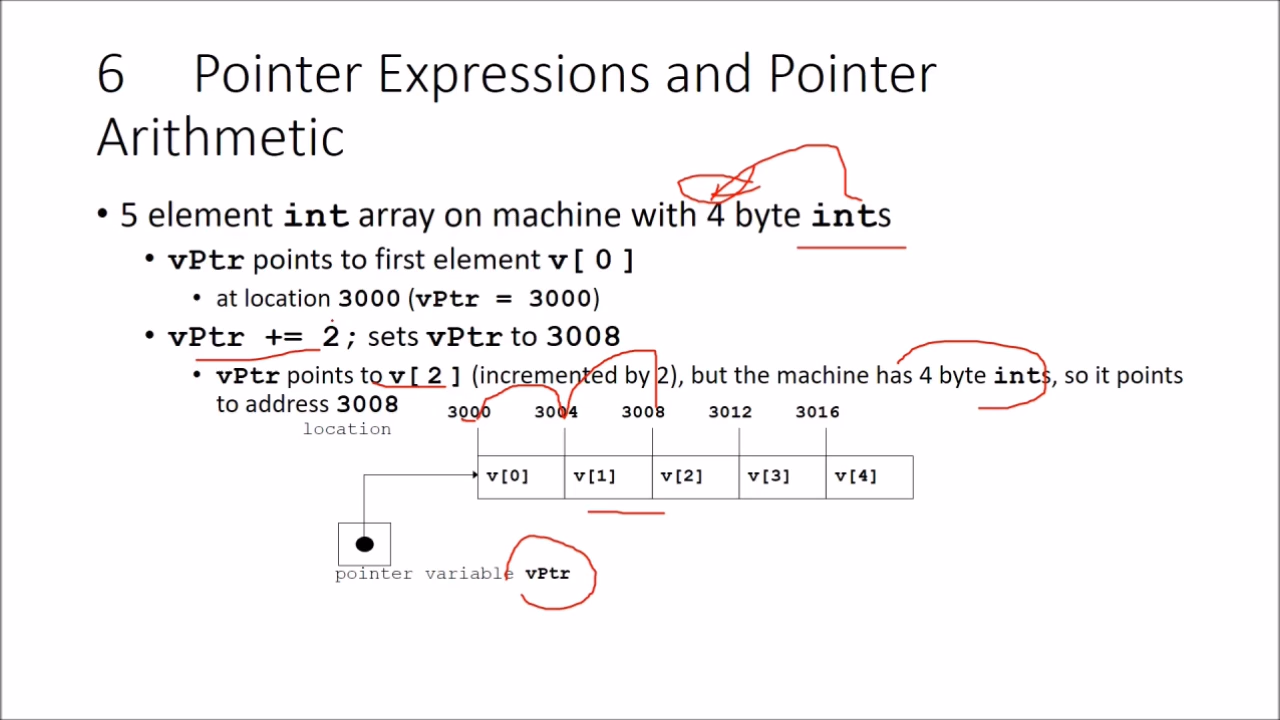 6 Pointer Expressions and Pointer
Arithmetic
• 5 element int array on machine with 4 byte ints
• vPtr points to first element v[ 0 ]
• at location 3000 (vPtr = 3000)
• vPtr += 2; sets vPtr to 3008
• vPtr points to v[ 2 ] (incremented by 2), but the machine has 4 byte ints, so it points
to address 3008
3000 3004 3008 3012 3016
location
v[0] v[1] v[2] v[3] v[4]
pointer variable vPtr